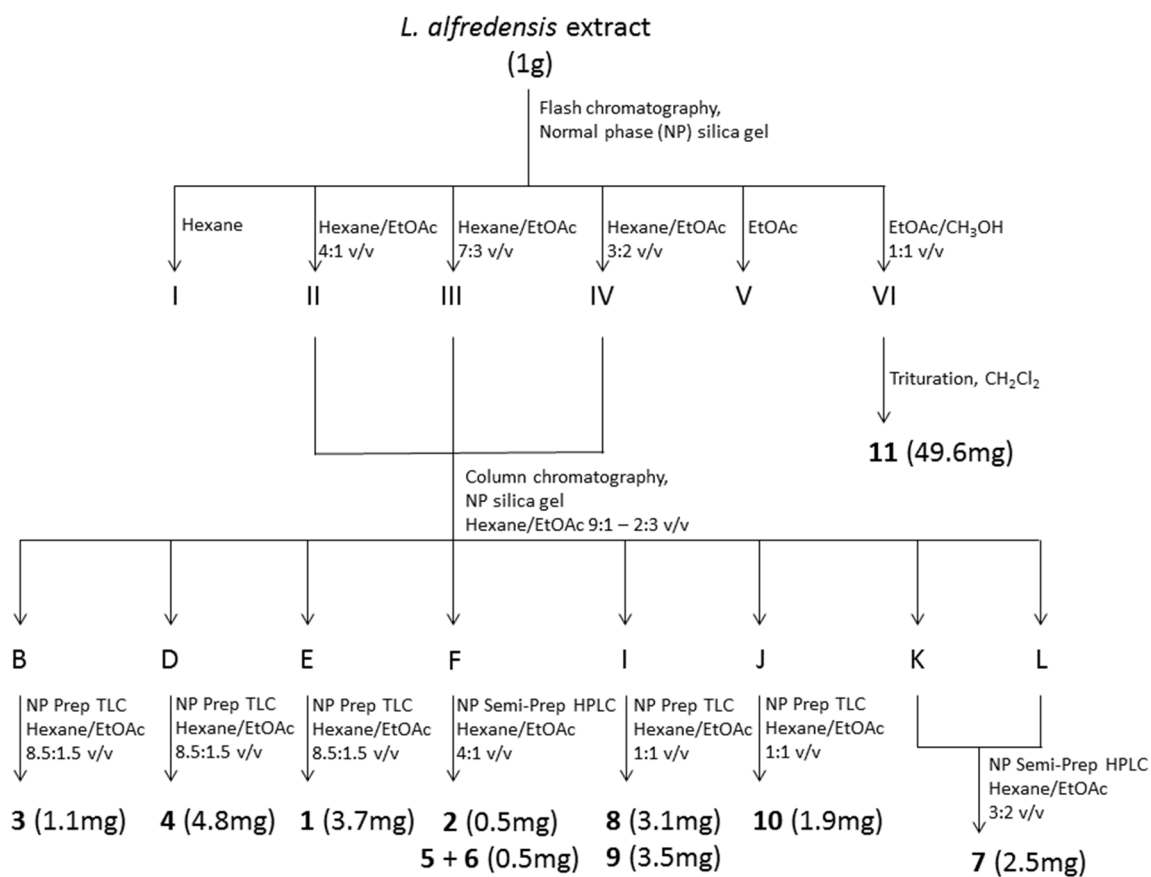 L. alfredensis extract
(1g)
Flash chromatography,
Normal phase (NP) silica gel
Hexane
Hexane/EtOAc
4:1 v/v
Hexane/EtOAc
7:3 v/v
Hexane/EtOAc
3:2 v/v
EtOAc
EtOAc/CH₃OH
1:1 v/v
I
II
III
IV
V
VI
Trituration, CH₂Cl₂
11 (49.6mg)
Column chromatography,
NP silica gel
Hexane/EtOAc 9:1 – 2:3 v/v
B
D
E
F
I
J
K
L
NP Prep TLC
Hexane/EtOAc
8.5:1.5 v/v
NP Prep TLC
Hexane/EtOAc
8.5:1.5 v/v
NP Prep TLC
Hexane/EtOAc
8.5:1.5 v/v
NP Semi-Prep HPLC
Hexane/EtOAc
4:1 v/v
NP Prep TLC
Hexane/EtOAc
1:1 v/v
NP Prep TLC
Hexane/EtOAc
1:1 v/v
NP Semi-Prep HPLC
Hexane/EtOAc
3:2 v/v
3 (1.1mg)
4 (4.8mg)
1 (3.7mg)
2 (0.5mg)
5 + 6 (0.5mg)
8 (3.1mg)
9 (3.5mg)
10 (1.9mg)
7 (2.5mg)